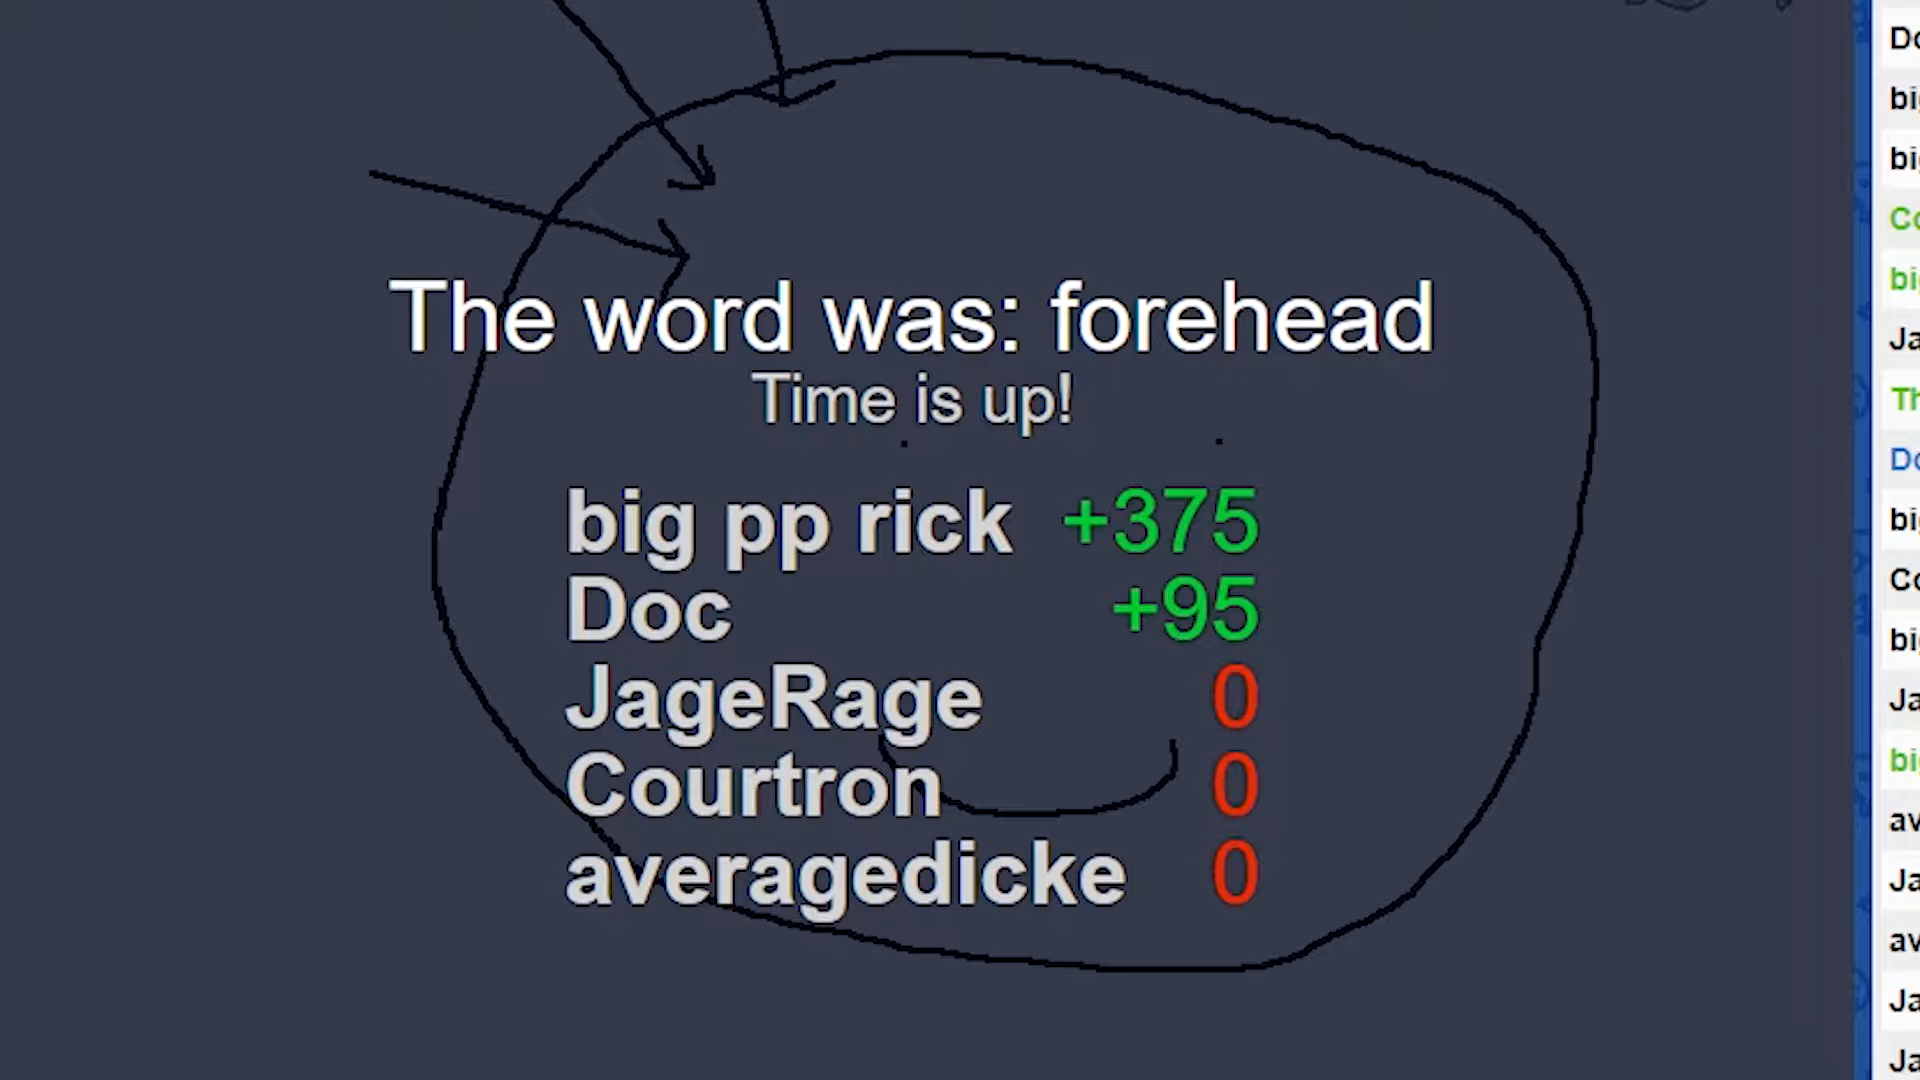 The word was: forehead
Time is up!
big pp rick +375
Doc +95
JageRage 0
Courtron 0
averagedicke 0